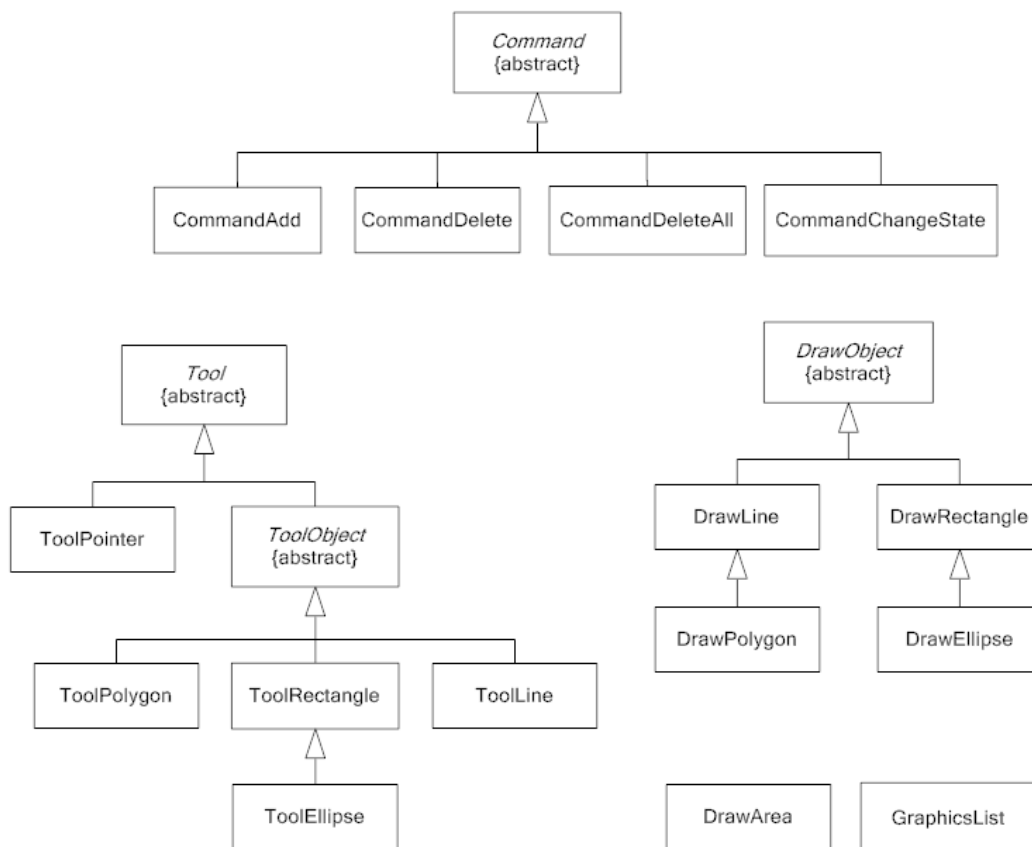 Command
{abstract}
CommandAdd
CommandDelete
CommandDeleteAll
CommandChangeState
Tool
{abstract}
DrawObject
{abstract}
ToolPointer
ToolObject
{abstract}
DrawLine
DrawRectangle
DrawPolygon
DrawEllipse
ToolPolygon
ToolRectangle
ToolLine
ToolEllipse
DrawArea
GraphicsList